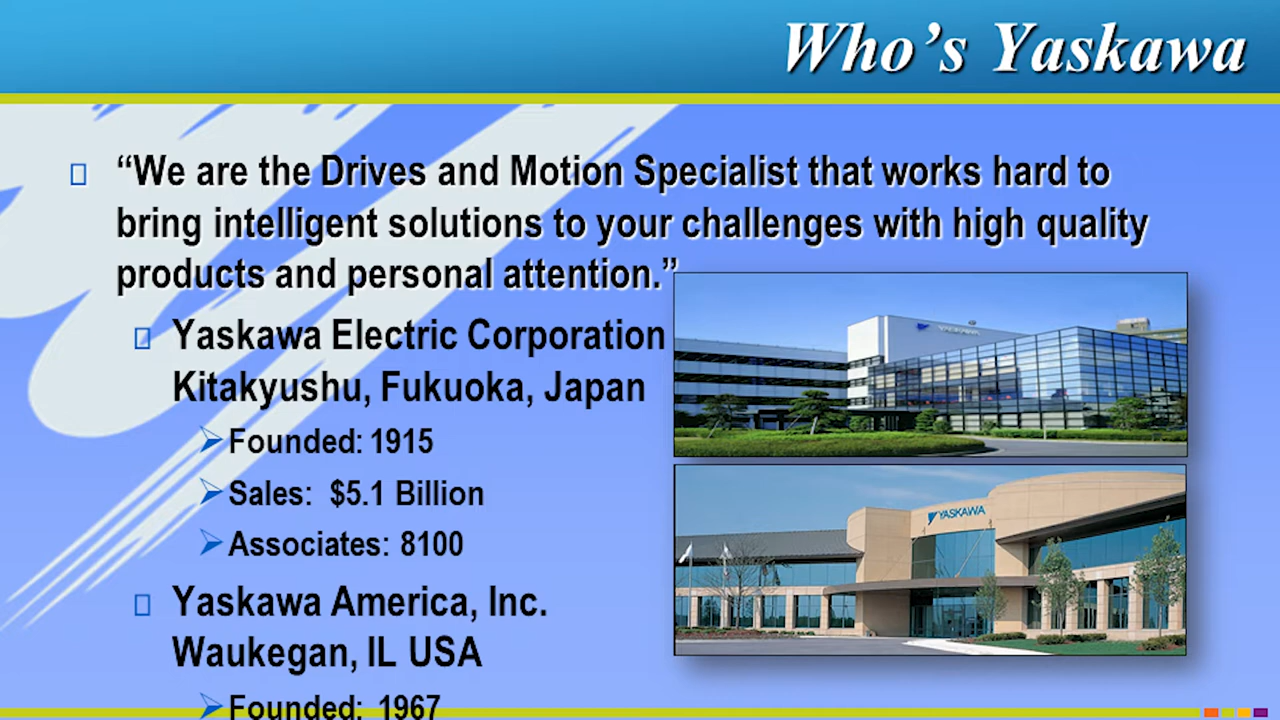 Who's Yaskawa
“We are the Drives and Motion Specialist that works hard to
bring intelligent solutions to your challenges with high quality
products and personal attention.”
Yaskawa Electric Corporation
Kitakyushu, Fukuoka, Japan
Founded: 1915
Sales: $5.1 Billion
Associates: 8100
Yaskawa America, Inc.
Waukegan, IL USA
Founded: 1967
YASKAWA
YASKAWA